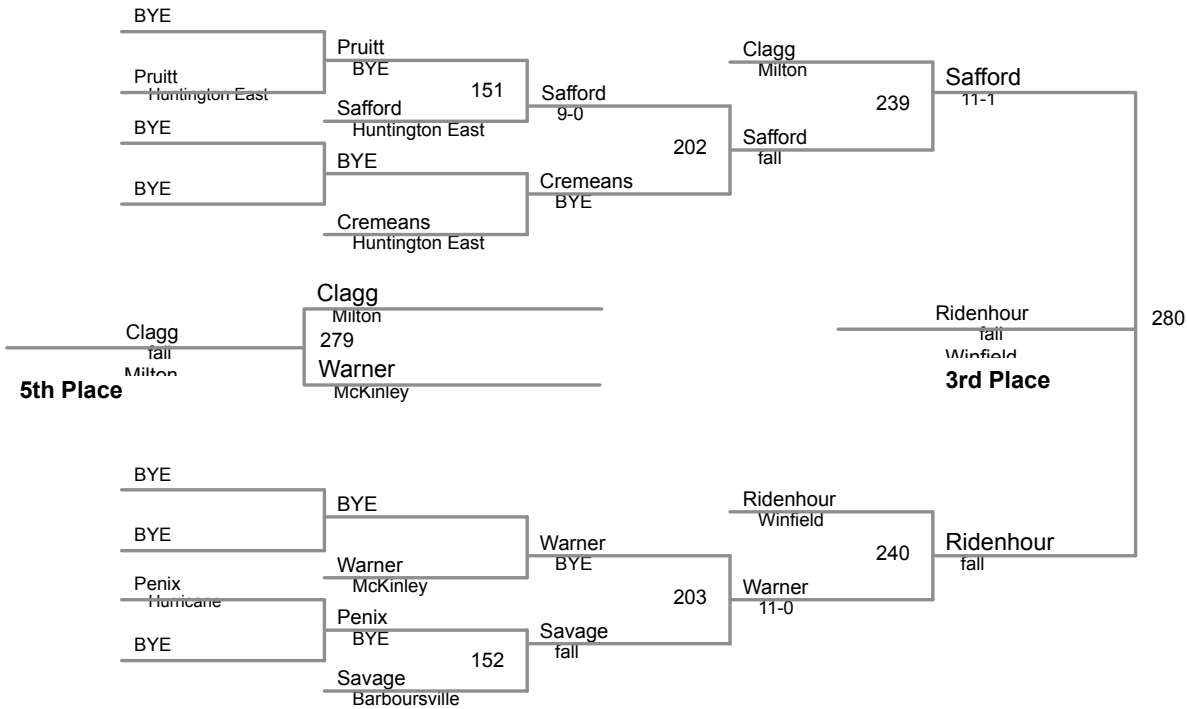 BYE
Pruitt
Huntington East
BYE
BYE
Pruitt
BYE
151
Safford
Huntington East
BYE
Cremeans
Huntington East
Safford
9-0
202
Cremeans
BYE
Clagg
Milton
239
Safford
fall
Safford
11-1
Clagg
Milton
279
Warner
McKinley
Clagg
fall
Milton
5th Place
Ridenhour
fall
Winfield
3rd Place
280
BYE
BYE
Penix
Hurricane
BYE
BYE
Warner
McKinley
Penix
BYE
152
Savage
Barboursville
Warner
BYE
203
Savage
fall
Ridenhour
Winfield
240
Warner
11-0
Ridenhour
fall